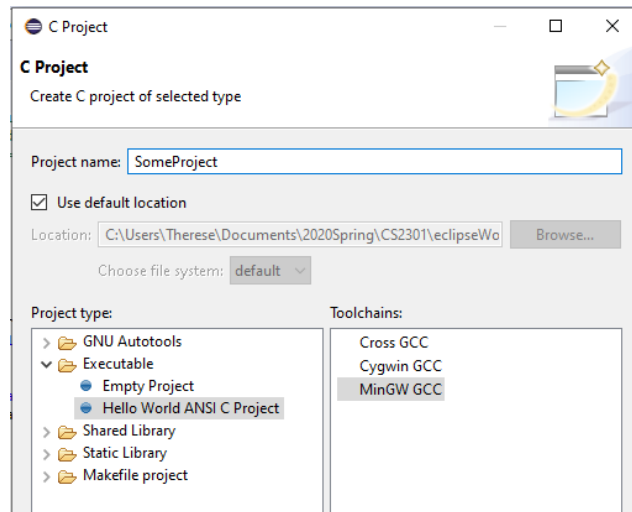 C Project
C Project
Create C project of selected type
Project name: SomeProject
Use default location
Location: C:\Users\Therese\Documents\2020Spring\CS2301\eclipseWo Browse...
Choose file system: default
Project type: Toolchains:
GNU Autotools Cross GCC
Executable Cygwin GCC
Empty Project MinGW GCC
Hello World ANSI C Project
Shared Library
Static Library
Makefile project